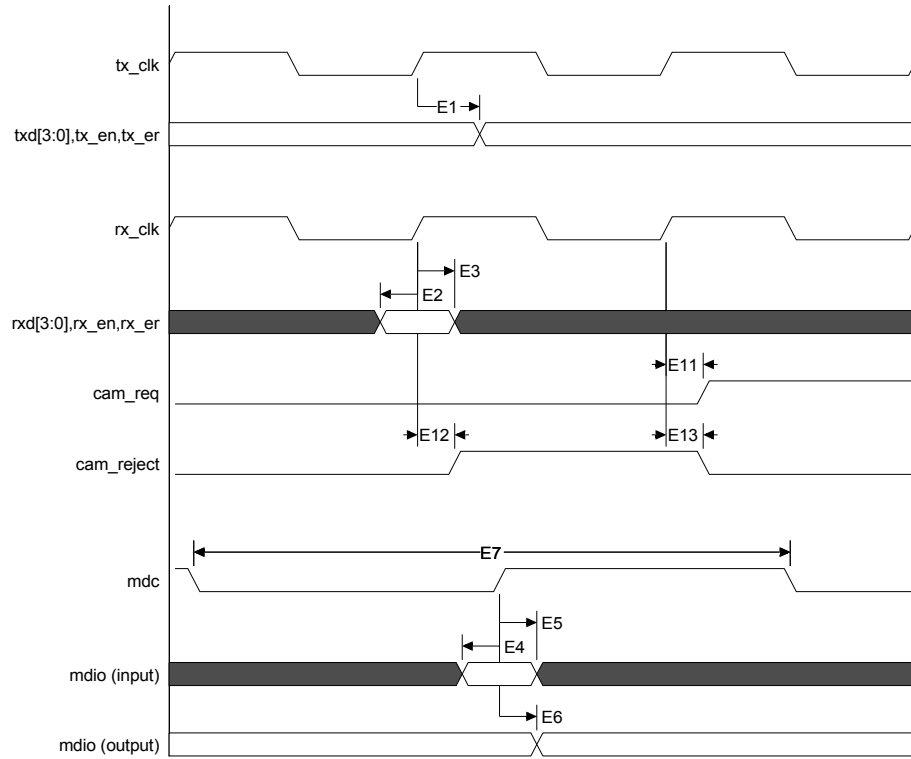 tx_clk
E1
txd[3:0],tx_en,tx_er
rx_clk
E3
E2
rxd[3:0],rx_en,rx_er
E11
cam_req
E12
E13
cam_reject
E7
mdc
E5
E4
mdio (input)
E6
mdio (output)